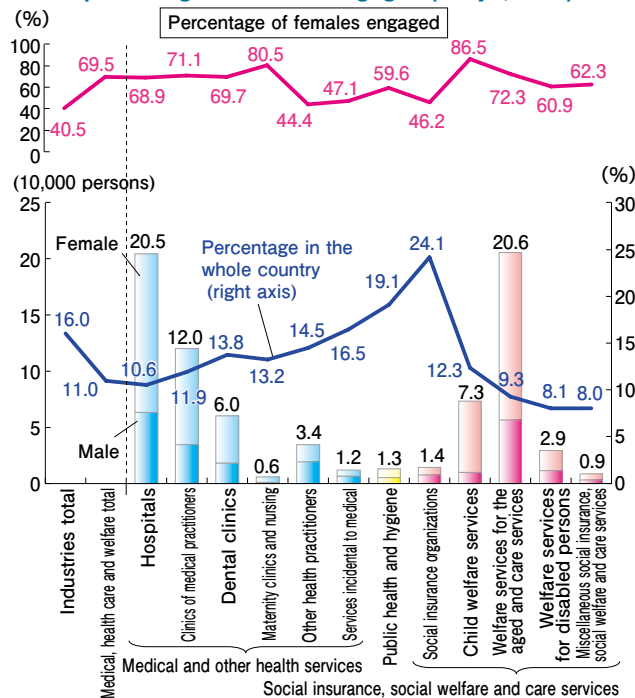 Percentage of females engaged
(%)
100
80
60
40
20
0
40.5
69.5
68.9
71.1
69.7
80.5
44.4
47.1
59.6
46.2
86.5
72.3
60.9
62.3
(10,000 persons)
(%)
25
20
15
10
5
0
30
25
20
15
10
5
0
Female
Male
Percentage in the
whole country
(right axis)
16.0
11.0
10.6
11.9
13.8
13.2
14.5
16.5
19.1
24.1
12.3
9.3
8.1
8.0
20.5
12.0
6.0
0.6
3.4
1.2
1.3
1.4
7.3
20.6
2.9
0.9
Industries total
Medical, health care and welfare total
Hospitals
Clinics of medical practitioners
Dental clinics
Maternity clinics and nursing
Other health practitioners
Services incidental to medical
Public health and hygiene
Social insurance organizations
Child welfare services
Welfare services for the
aged and care services
Welfare services
for disabled persons
Miscellaneous social insurance,
social welfare and care services
Medical and other health services
Social insurance, social welfare and care services